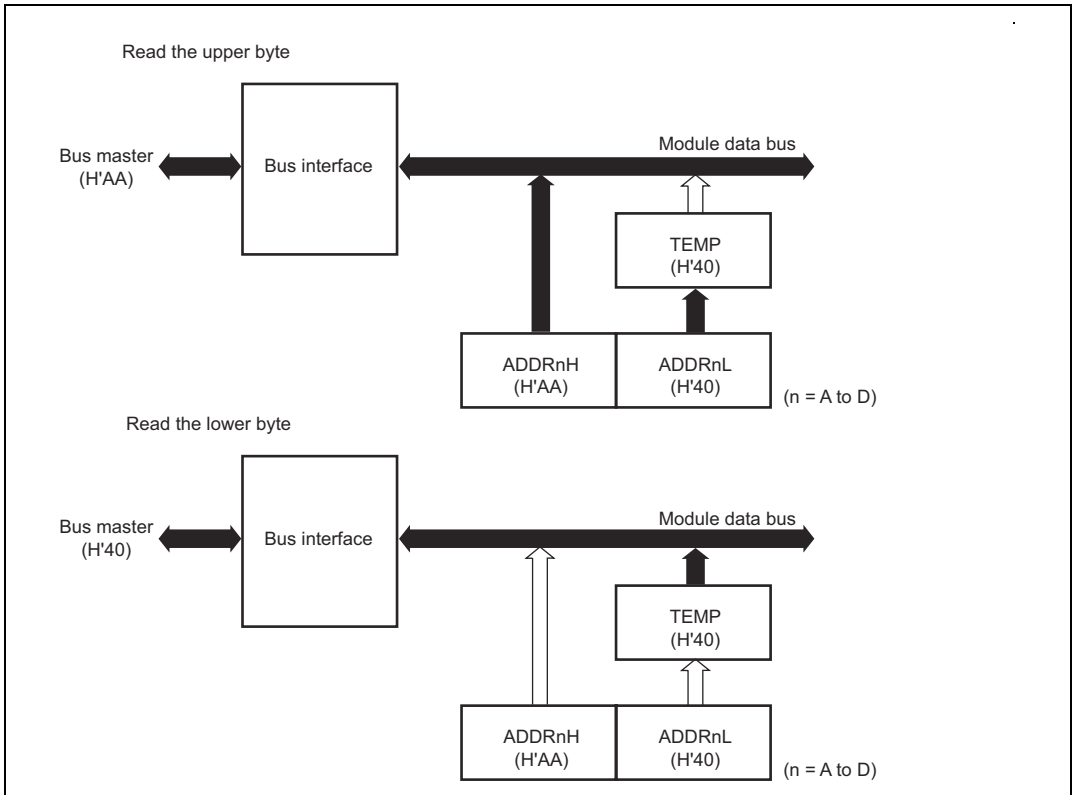 Read the upper byte
Bus master
(H'AA)
Bus interface
Module data bus
TEMP
(H'40)
ADDRnH
(H'AA)
ADDRnL
(H'40)
(n = A to D)
Read the lower byte
Bus master
(H'40)
Bus interface
Module data bus
TEMP
(H'40)
ADDRnH
(H'AA)
ADDRnL
(H'40)
(n = A to D)